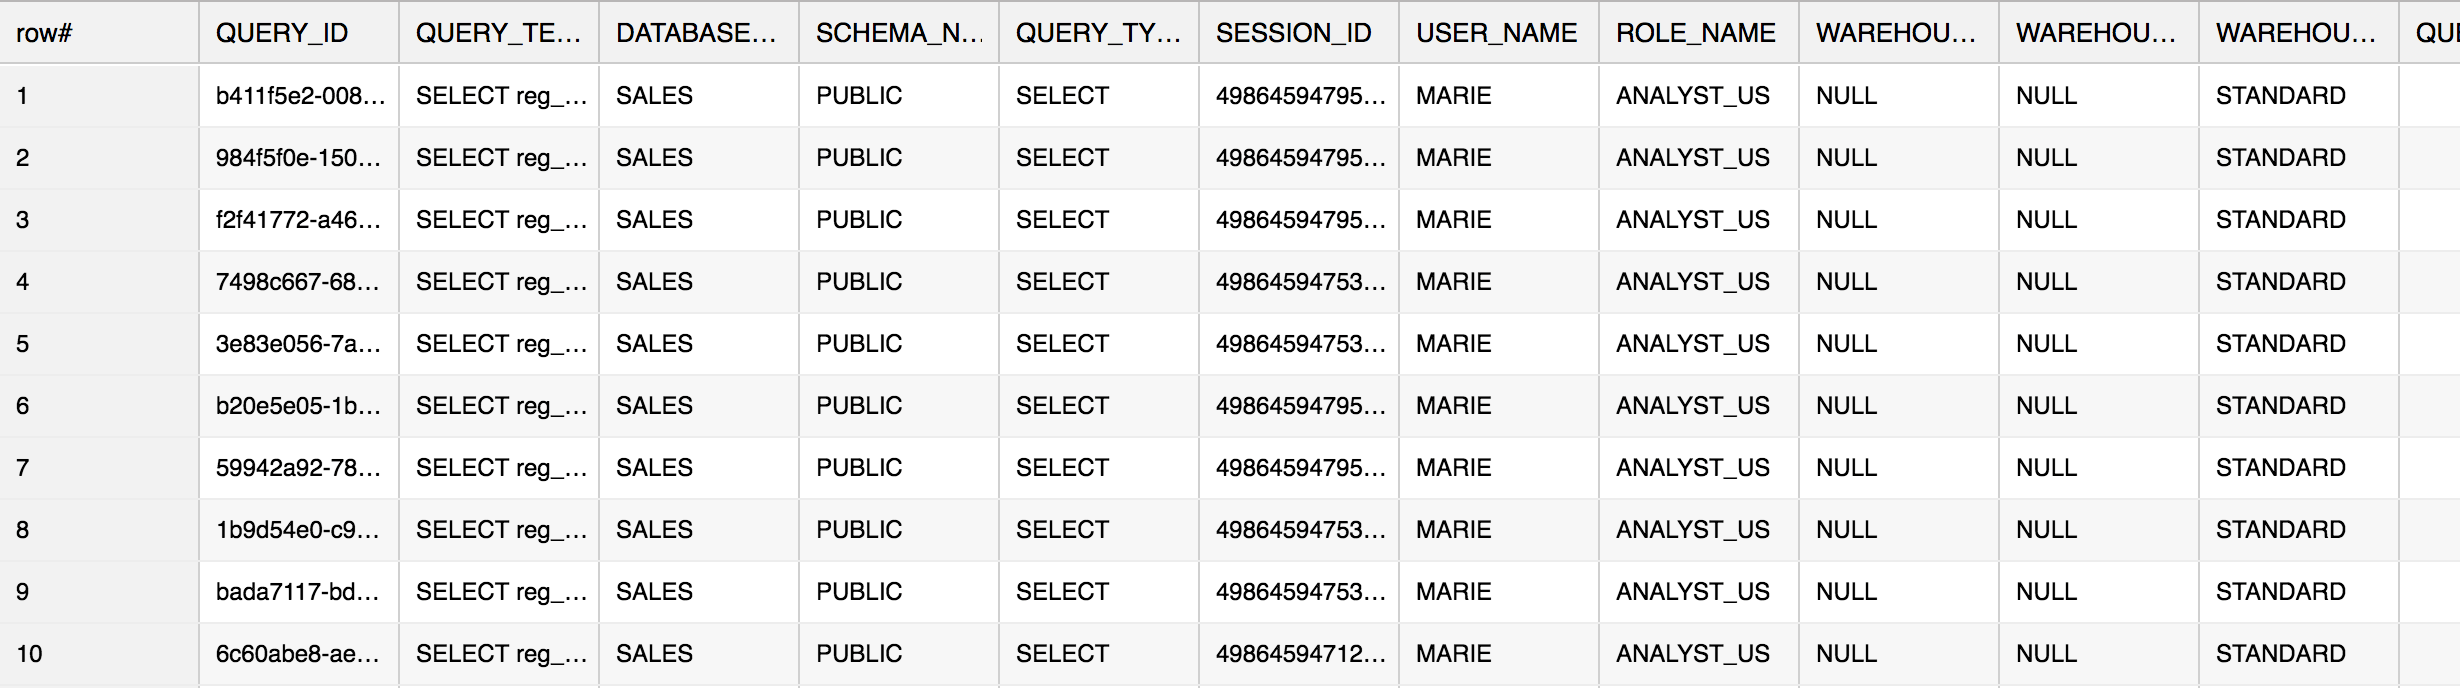 row# QUERY_ID QUERY_TE... DATABASE... SCHEMA_N... QUERY_TY... SESSION_ID USER_NAME ROLE_NAME WAREHOU... WAREHOU... WAREHOU... QUE
1 b411f5e2-008... SELECT reg_... SALES PUBLIC SELECT 49864594795... MARIE ANALYST_US NULL NULL STANDARD
2 984f5f0e-150... SELECT reg_... SALES PUBLIC SELECT 49864594795... MARIE ANALYST_US NULL NULL STANDARD
3 f2f41772-a46... SELECT reg_... SALES PUBLIC SELECT 49864594795... MARIE ANALYST_US NULL NULL STANDARD
4 7498c667-68... SELECT reg_... SALES PUBLIC SELECT 49864594753... MARIE ANALYST_US NULL NULL STANDARD
5 3e83e056-7a... SELECT reg_... SALES PUBLIC SELECT 49864594753... MARIE ANALYST_US NULL NULL STANDARD
6 b20e5e05-1b... SELECT reg_... SALES PUBLIC SELECT 49864594795... MARIE ANALYST_US NULL NULL STANDARD
7 59942a92-78... SELECT reg_... SALES PUBLIC SELECT 49864594795... MARIE ANALYST_US NULL NULL STANDARD
8 1b9d54e0-c9... SELECT reg_... SALES PUBLIC SELECT 49864594753... MARIE ANALYST_US NULL NULL STANDARD
9 bada7117-bd... SELECT reg_... SALES PUBLIC SELECT 49864594753... MARIE ANALYST_US NULL NULL STANDARD
10 6c60abe8-ae... SELECT reg_... SALES PUBLIC SELECT 49864594712... MARIE ANALYST_US NULL NULL STANDARD